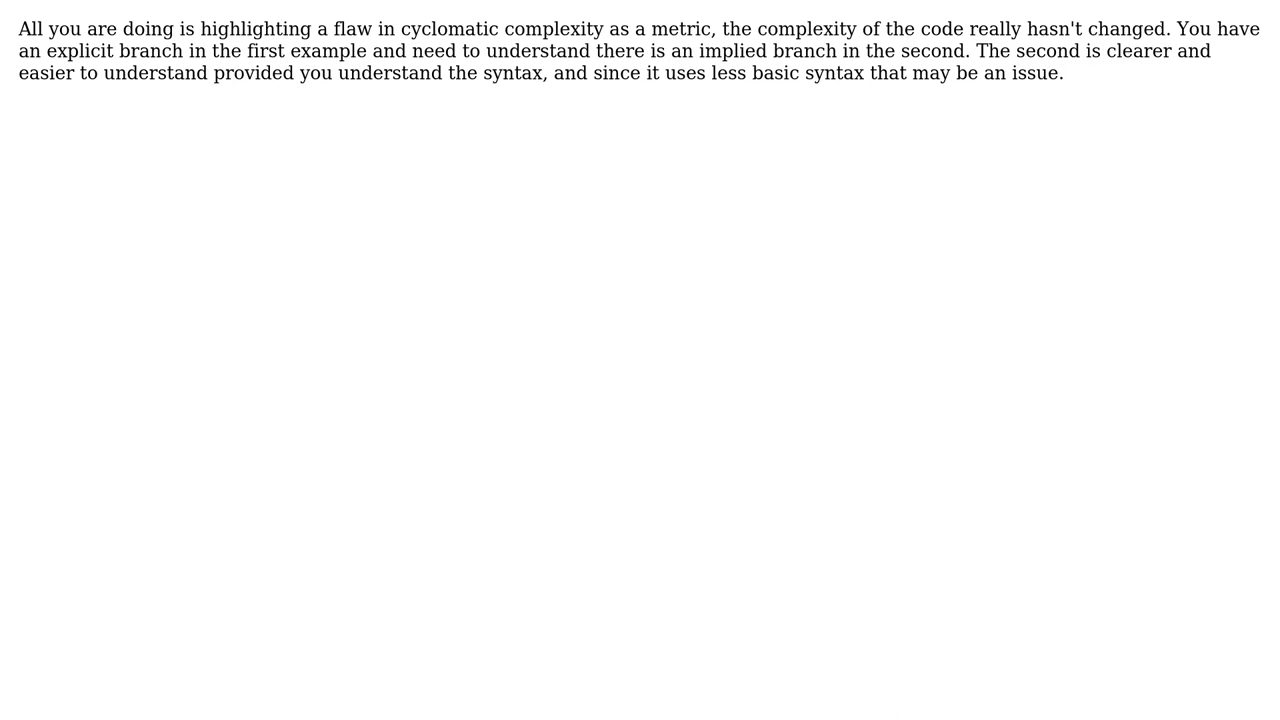 All you are doing is highlighting a flaw in cyclomatic complexity as a metric, the complexity of the code really hasn't changed. You have
an explicit branch in the first example and need to understand there is an implied branch in the second. The second is clearer and
easier to understand provided you understand the syntax, and since it uses less basic syntax that may be an issue.